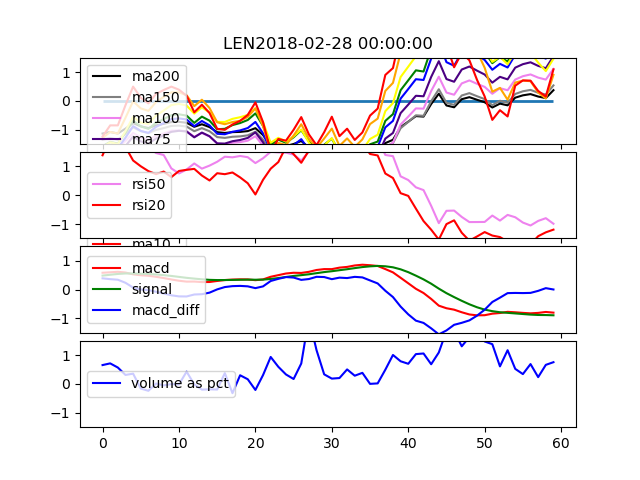 LEN2018-02-28 00:00:00
1
0
−1
ma200
ma150
ma100
ma75
1
0
−1
rsi50
rsi20
ma10
1
0
−1
macd
signal
macd_diff
1
0
−1
volume as pct
0 10 20 30 40 50 60